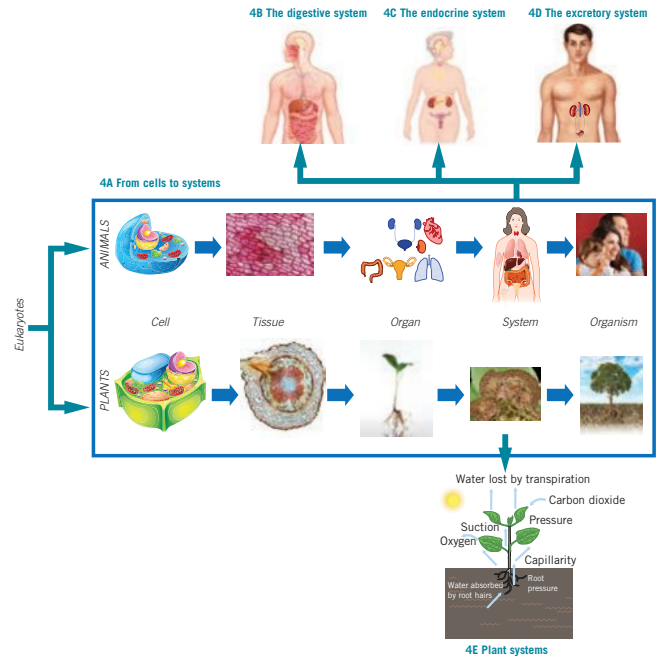 4B The digestive system
4C The endocrine system
4D The excretory system
4A From cells to systems
Eukaryotes
ANIMALS
Cell
Tissue
Organ
System
Organism
PLANTS
Water lost by transpiration
Carbon dioxide
Pressure
Suction
Oxygen
Capillarity
Water absorbed
by root hairs
Root
pressure
4E Plant systems